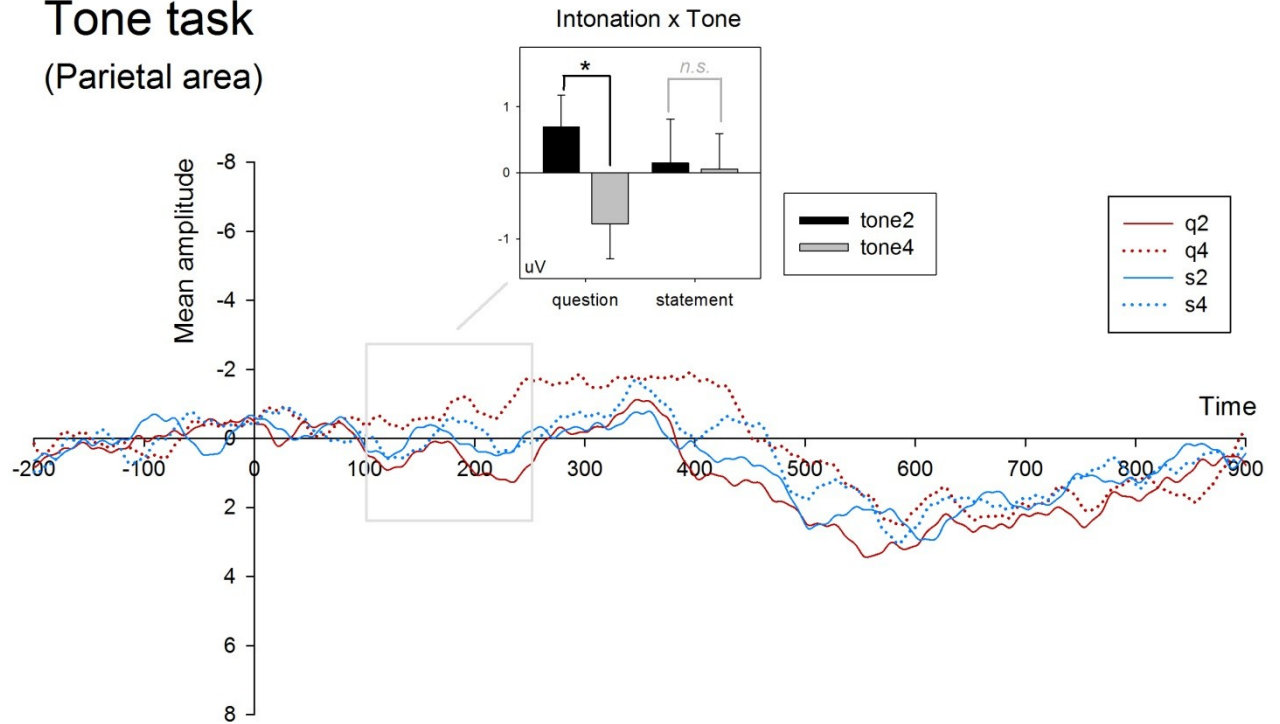 Tone task
(Parietal area)
Intonation x Tone
*
n.s.
1
0
-1
uV
question statement
tone2
tone4
q2
q4
s2
s4
Mean amplitude
-8
-6
-4
-2
0
2
4
6
8
Time
-200 -100 0 100 200 300 400 500 600 700 800 900